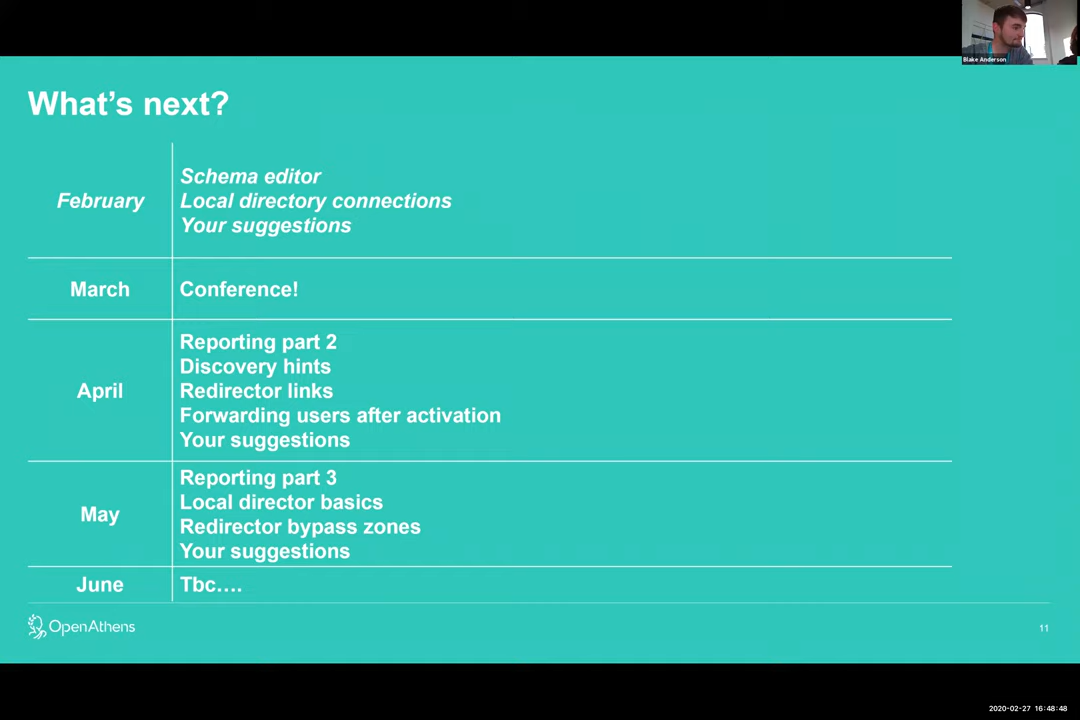 Blake Anderson
What's next?
February
Schema editor
Local directory connections
Your suggestions
March
Conference!
April
Reporting part 2
Discovery hints
Redirector links
Forwarding users after activation
Your suggestions
May
Reporting part 3
Local director basics
Redirector bypass zones
Your suggestions
June
Tbc....
OpenAthens
11
2020-02-27 16:48:48